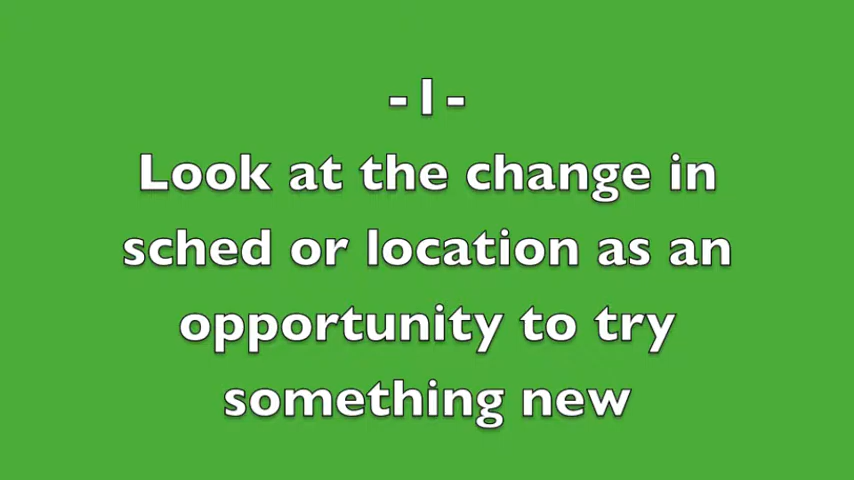 -1-
Look at the change in
sched or location as an
opportunity to try
something new